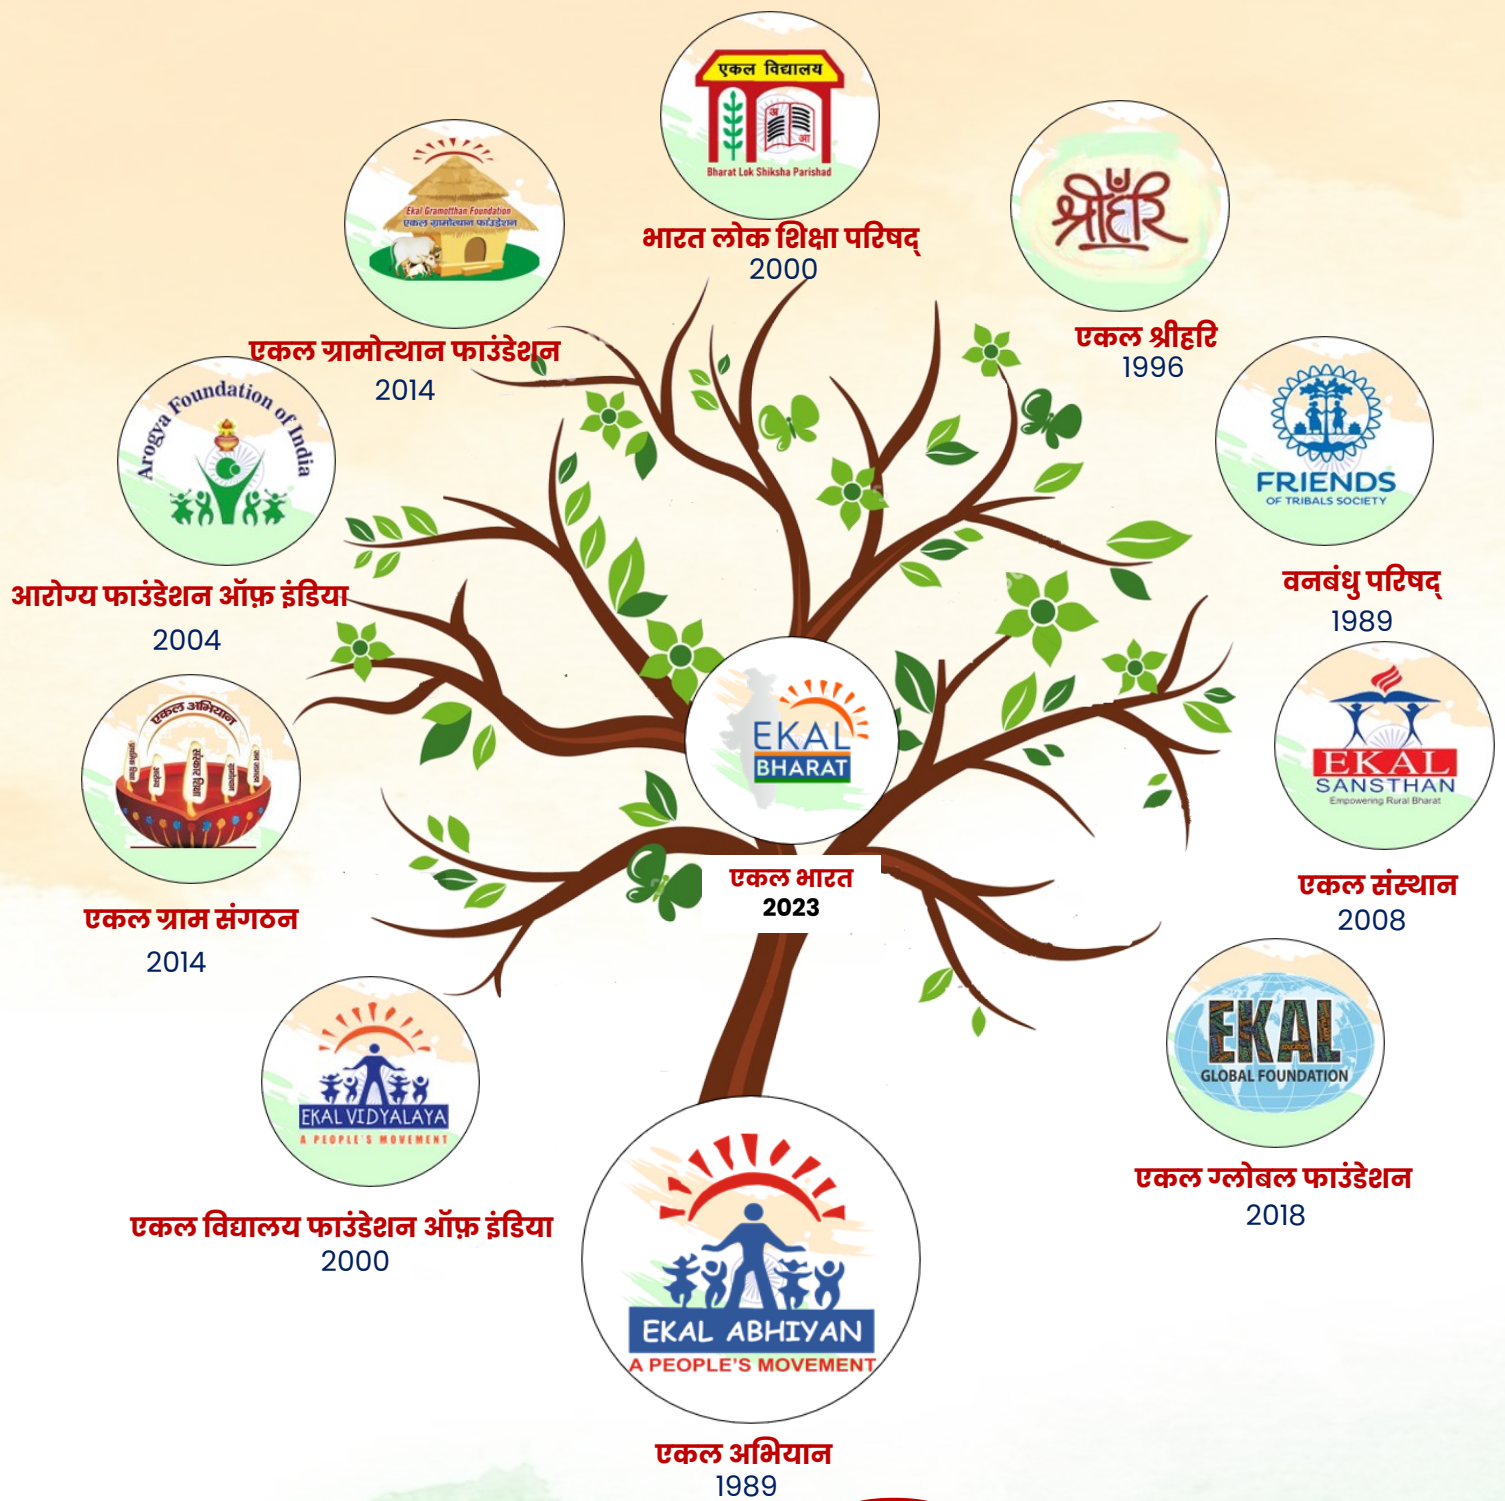 एकल विद्यालय
अ
आ
Bharat Lok Shiksha Parishad
भारत लोक शिक्षा परिषद्
2000
Ekal Gramotthan Foundation
एकल ग्रामोत्थान फाउंडेशन
एकल ग्रामोत्थान फाउंडेशन
2014
श्रीहरि
एकल श्रीहरि
1996
Arogya Foundation of India
आरोग्य फाउंडेशन ऑफ़ इंडिया
2004
FRIENDS
OF TRIBALS SOCIETY
वनबंधु परिषद्
1989
एकल अभियान
संस्कार शिक्षा
एकल ग्राम संगठन
2014
EKAL
BHARAT
एकल भारत
2023
EKAL
SANSTHAN
Empowering Rural Bharat
एकल संस्थान
2008
EKAL VIDYALAYA
A PEOPLE'S MOVEMENT
एकल विद्यालय फाउंडेशन ऑफ़ इंडिया
2000
EKAL
GLOBAL FOUNDATION
एकल ग्लोबल फाउंडेशन
2018
EKAL ABHIYAN
A PEOPLE'S MOVEMENT
एकल अभियान
1989